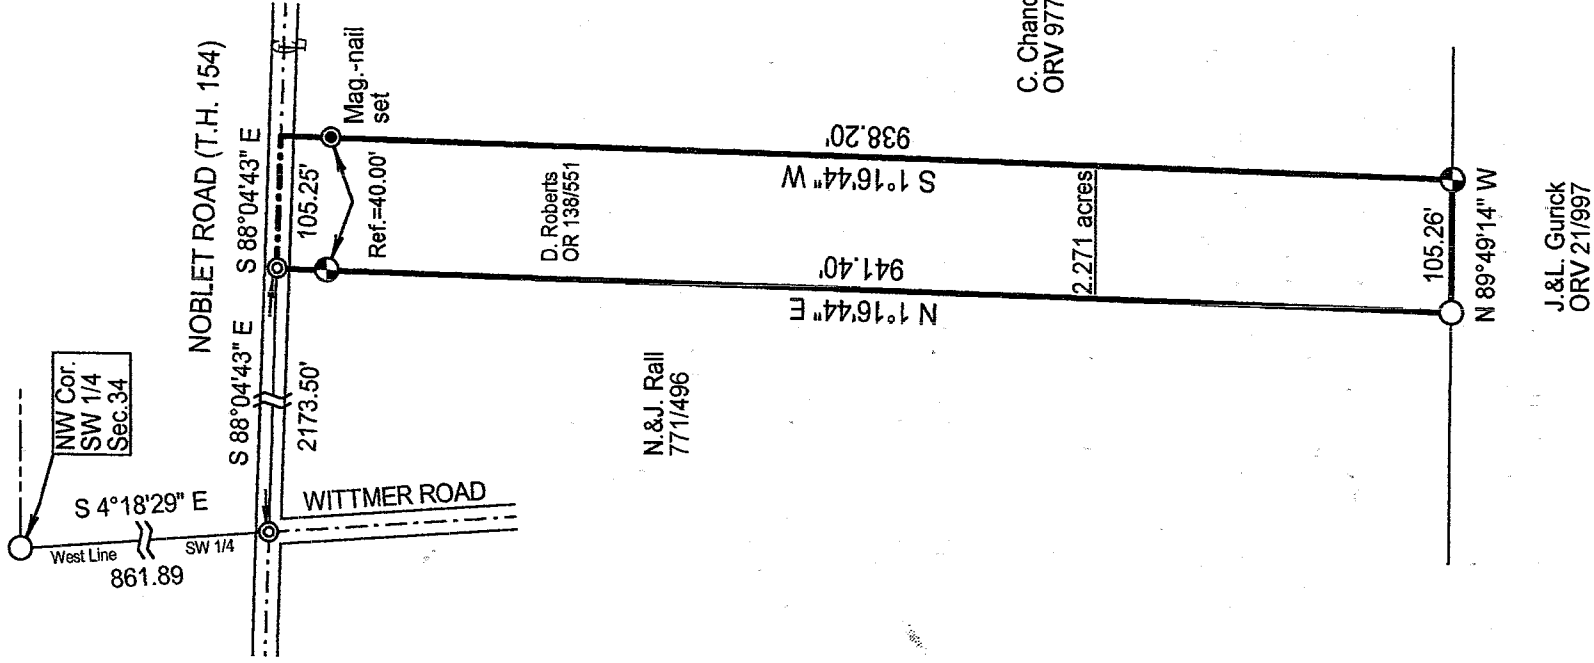 NW Cor.
SW 1/4
Sec.34
S 4°18'29" E
West Line
SW 1/4
861.89
NOBLET ROAD (T.H. 154)
S 88°04'43" E
2173.50'
S 88°04'43" E
105.25'
WITTMER ROAD
Mag.-nail
set
Ref.=40.00'
D. Roberts
OR 138/551
N.&J. Rall
771/496
938.20'
S 1°16'44" W
941.40'
N 1°16'44" E
2.271 acres
C. Chanc
ORV 977
105.26'
N 89°49'14" W
J.&L. Gurick
ORV 21/997